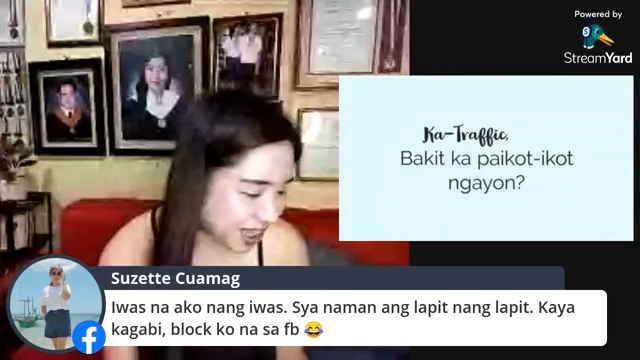 Powered by
StreamYard
Ka-Traffic,
Bakit ka paikot-ikot
ngayon?
Suzette Cuamag
Iwas na ako nang iwas. Sya naman ang lapit nang lapit. Kaya
kagabi, block ko na sa fb 😂